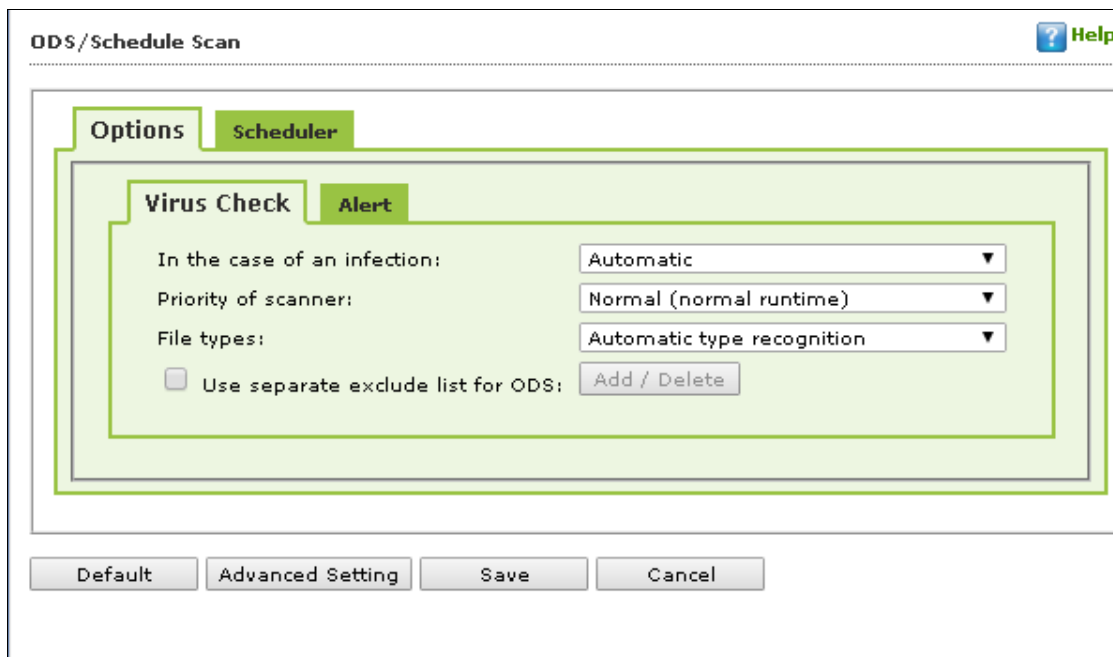 ODS/Schedule Scan
Help
Options Scheduler
Virus Check Alert
In the case of an infection: Automatic
Priority of scanner: Normal (normal runtime)
File types: Automatic type recognition
Use separate exclude list for ODS: Add / Delete
Default Advanced Setting Save Cancel